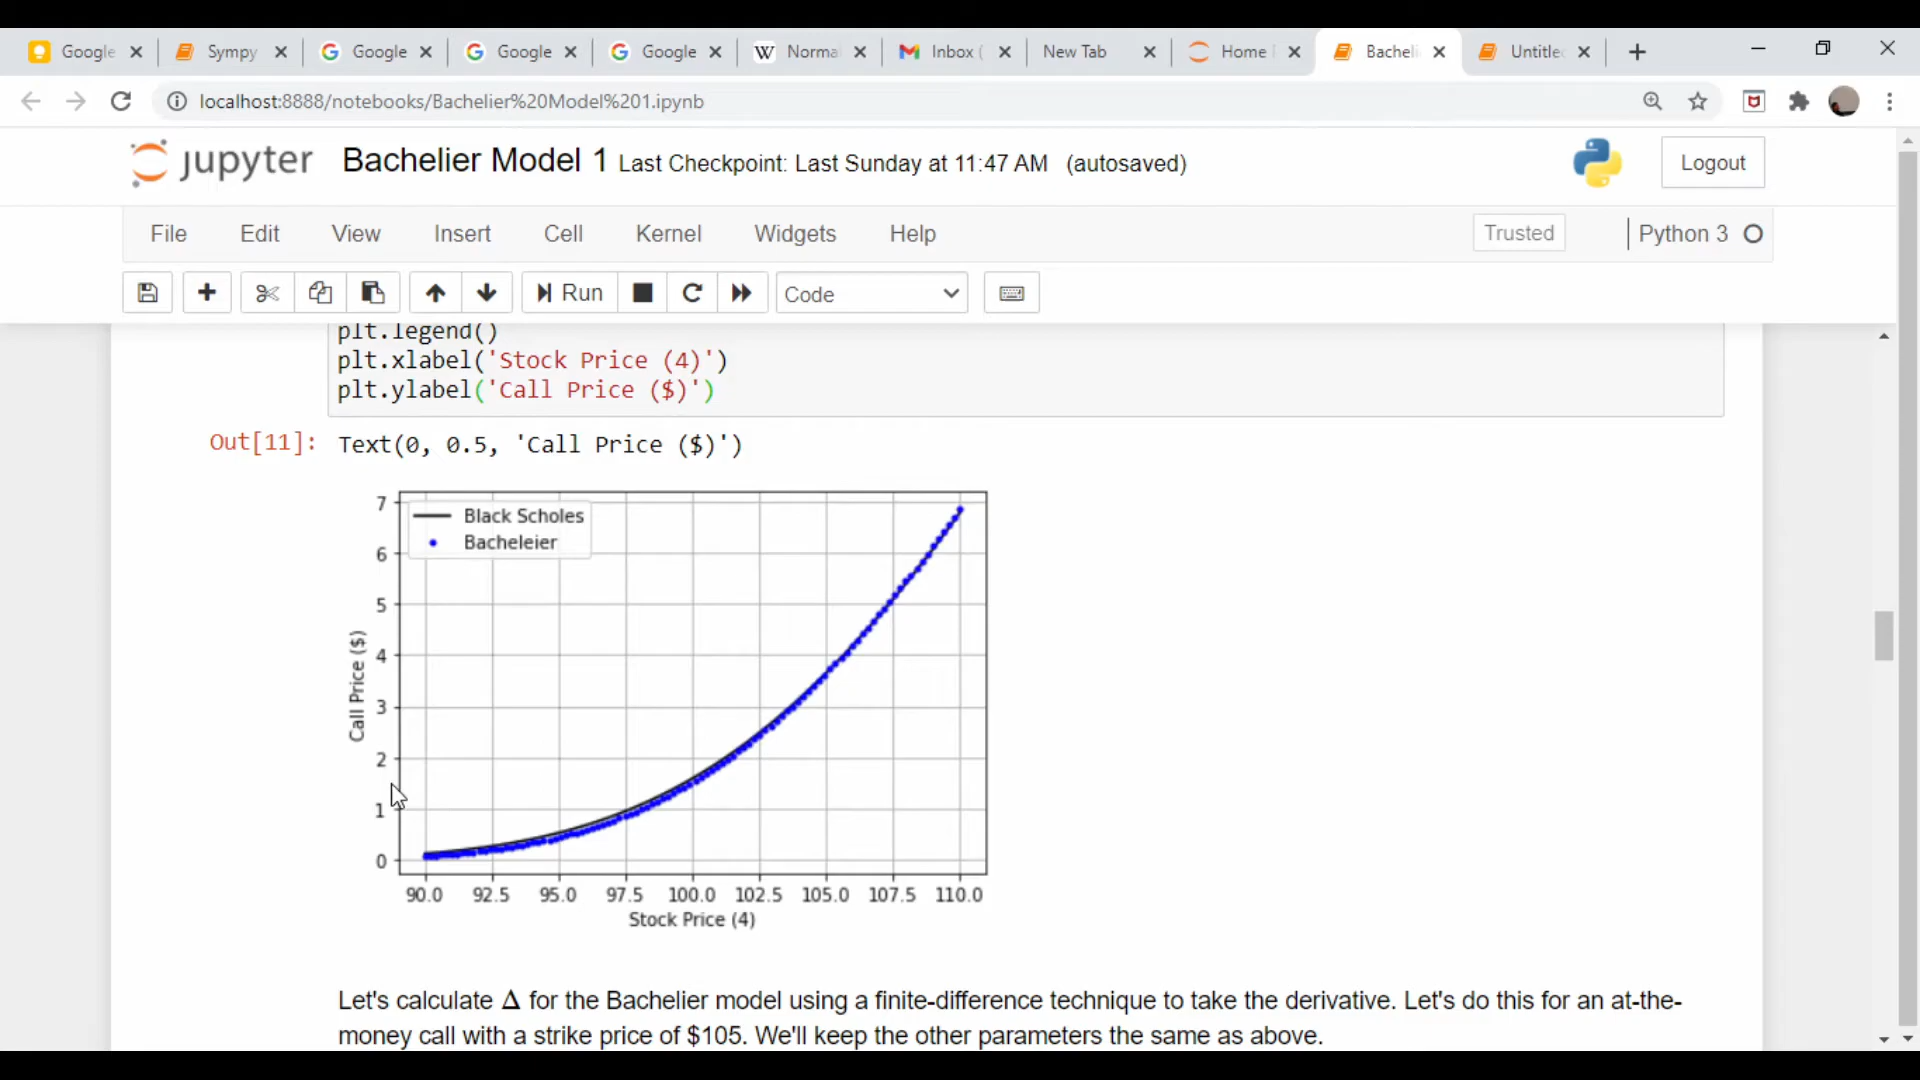 Google
Sympy
Google
Google
Google
Norma
Inbox (
New Tab
Home
Bacheli
Untitled
localhost:8888/notebooks/Bachelier%20Model%201.ipynb
jupyter
Bachelier Model 1 Last Checkpoint: Last Sunday at 11:47 AM (autosaved)
Logout
File Edit View Insert Cell Kernel Widgets Help
Trusted
Python 3
Run
Code
plt.legend()
plt.xlabel('Stock Price (4)')
plt.ylabel('Call Price ($)')
Out[11]: Text(0, 0.5, 'Call Price ($)')
Black Scholes
Bacheleier
7
6
5
4
3
2
1
0
Call Price ($)
90.0 92.5 95.0 97.5 100.0 102.5 105.0 107.5 110.0
Stock Price (4)
Let's calculate Δ for the Bachelier model using a finite-difference technique to take the derivative. Let's do this for an at-the-
money call with a strike price of $105. We'll keep the other parameters the same as above.